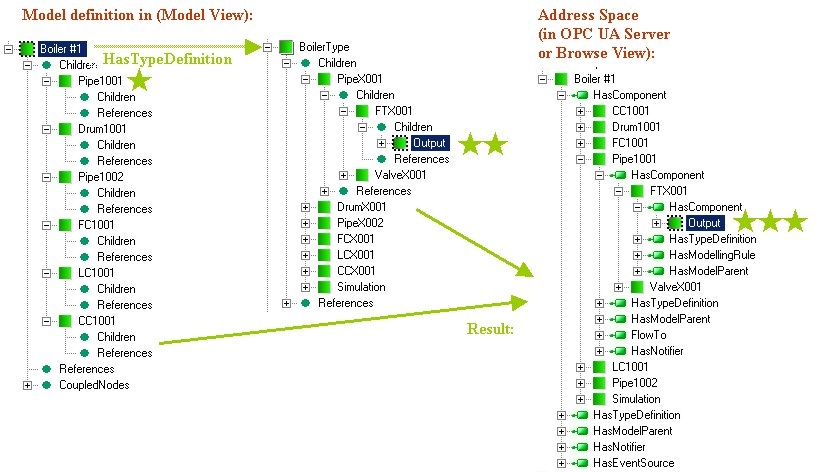 Model definition in (Model View):
Boiler #1
HasTypeDefinition
Children
Pipe1001
Children
References
Drum1001
Children
References
Pipe1002
Children
References
FC1001
Children
References
LC1001
Children
References
CC1001
Children
References
References
CoupledNodes
BoilerType
Children
PipeX001
Children
FTX001
Children
Output
References
ValveX001
References
DrumX001
PipeX002
FCX001
LCX001
CCX001
Simulation
References
Result:
Address Space
(in OPC UA Server
or Browse View):
Boiler #1
HasComponent
CC1001
Drum1001
FC1001
Pipe1001
HasComponent
FTX001
HasComponent
Output
HasTypeDefinition
HasModellingRule
HasModelParent
ValveX001
HasTypeDefinition
HasModelParent
FlowTo
HasNotifier
LC1001
Pipe1002
Simulation
HasTypeDefinition
HasModelParent
HasNotifier
HasEventSource